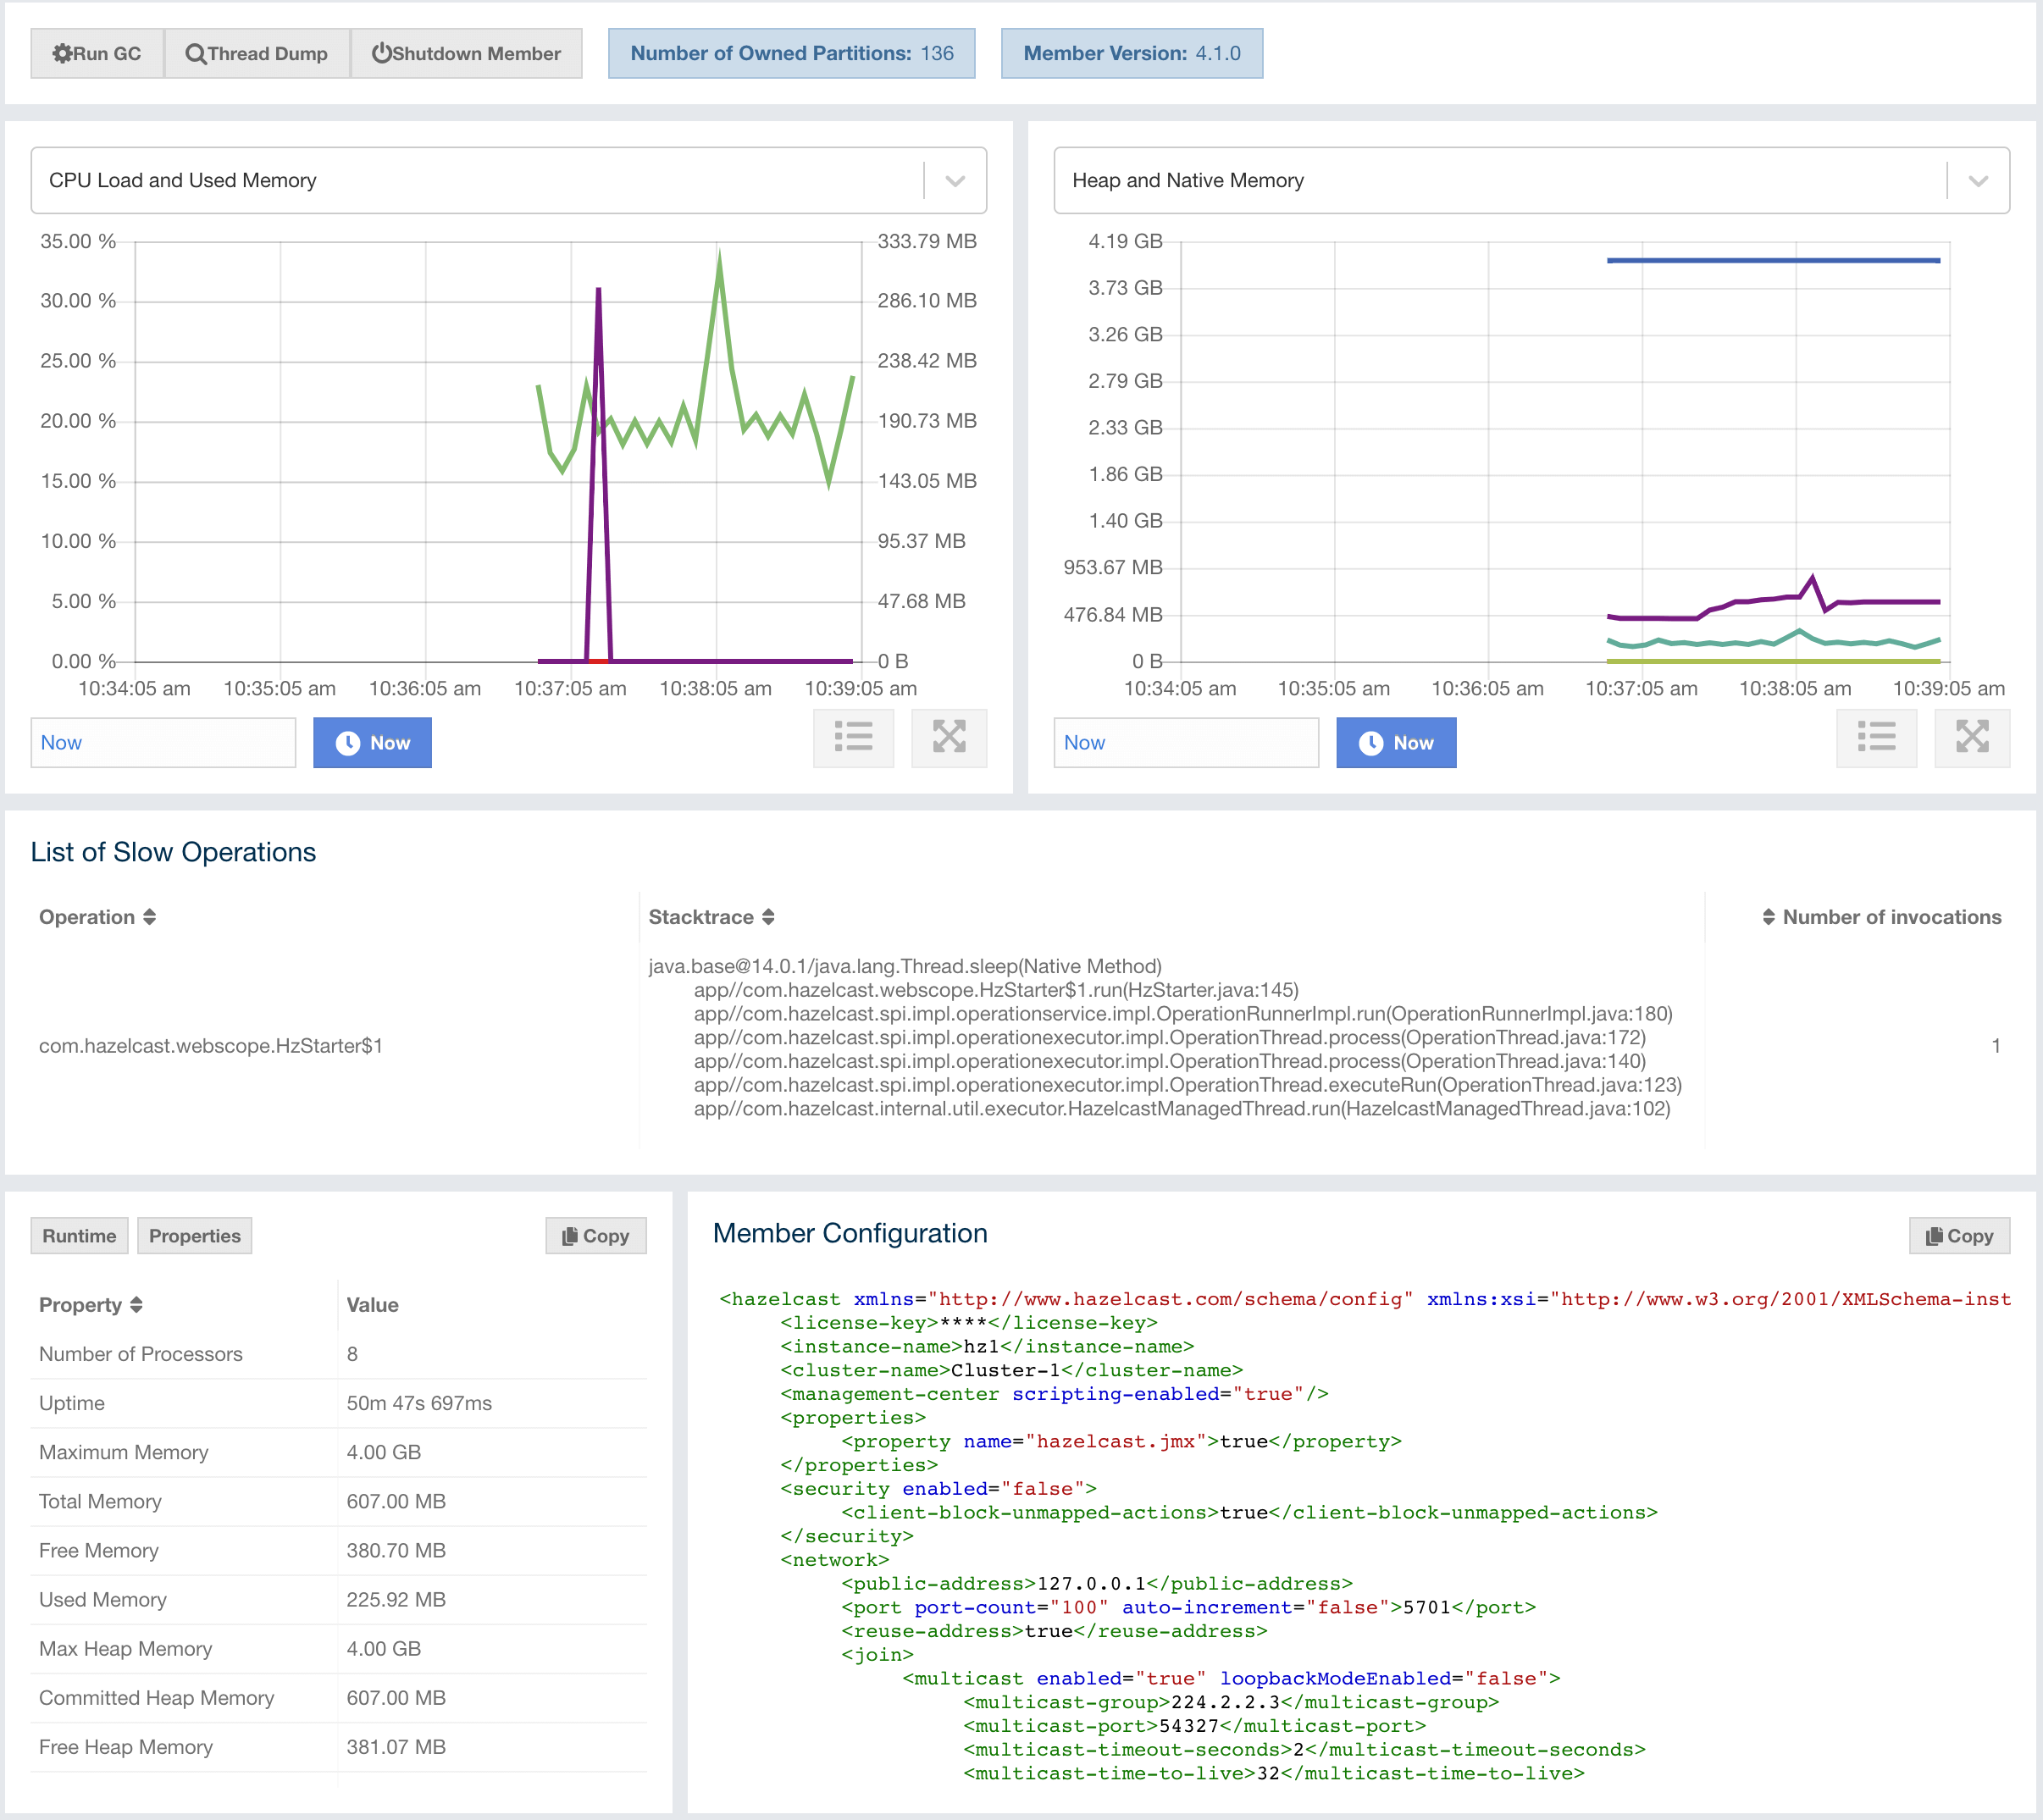 Run GC Thread Dump Shutdown Member Number of Owned Partitions: 136 Member Version: 4.1.0
CPU Load and Used Memory
35.00 % 333.79 MB
30.00 % 286.10 MB
25.00 % 238.42 MB
20.00 % 190.73 MB
15.00 % 143.05 MB
10.00 % 95.37 MB
5.00 % 47.68 MB
0.00 % 0 B
10:34:05 am 10:35:05 am 10:36:05 am 10:37:05 am 10:38:05 am 10:39:05 am
Now Now
Heap and Native Memory
4.19 GB
3.73 GB
3.26 GB
2.79 GB
2.33 GB
1.86 GB
1.40 GB
953.67 MB
476.84 MB
0 B
10:34:05 am 10:35:05 am 10:36:05 am 10:37:05 am 10:38:05 am 10:39:05 am
Now Now
List of Slow Operations
Operation Stacktrace Number of invocations
java.base@14.0.1/java.lang.Thread.sleep(Native Method)
app//com.hazelcast.webscope.HzStarter$1.run(HzStarter.java:145)
app//com.hazelcast.spi.impl.operationservice.impl.OperationRunnerImpl.run(OperationRunnerImpl.java:180)
app//com.hazelcast.spi.impl.operationexecutor.impl.OperationThread.process(OperationThread.java:172)
com.hazelcast.webscope.HzStarter$1 1
app//com.hazelcast.spi.impl.operationexecutor.impl.OperationThread.process(OperationThread.java:140)
app//com.hazelcast.spi.impl.operationexecutor.impl.OperationThread.executeRun(OperationThread.java:123)
app//com.hazelcast.internal.util.executor.HazelcastManagedThread.run(HazelcastManagedThread.java:102)
Runtime Properties Copy
Property Value
Number of Processors 8
Uptime 50m 47s 697ms
Maximum Memory 4.00 GB
Total Memory 607.00 MB
Free Memory 380.70 MB
Used Memory 225.92 MB
Max Heap Memory 4.00 GB
Committed Heap Memory 607.00 MB
Free Heap Memory 381.07 MB
Member Configuration Copy
<hazelcast xmlns="http://www.hazelcast.com/schema/config" xmlns:xsi="http://www.w3.org/2001/XMLSchema-inst
<license-key>****</license-key>
<instance-name>hz1</instance-name>
<cluster-name>Cluster-1</cluster-name>
<management-center scripting-enabled="true"/>
<properties>
<property name="hazelcast.jmx">true</property>
</properties>
<security enabled="false">
<client-block-unmapped-actions>true</client-block-unmapped-actions>
</security>
<network>
<public-address>127.0.0.1</public-address>
<port port-count="100" auto-increment="false">5701</port>
<reuse-address>true</reuse-address>
<join>
<multicast enabled="true" loopbackModeEnabled="false">
<multicast-group>224.2.2.3</multicast-group>
<multicast-port>54327</multicast-port>
<multicast-timeout-seconds>2</multicast-timeout-seconds>
<multicast-time-to-live>32</multicast-time-to-live>